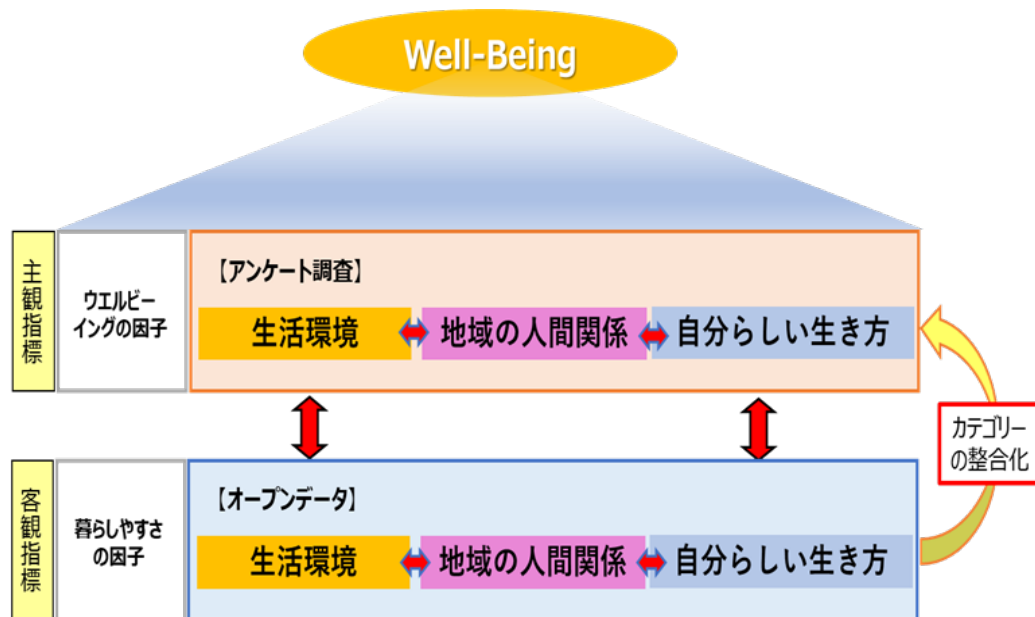 Well-Being
主観指標
ウエルビー
イングの因子
【アンケート調査】
生活環境
地域の人間関係
自分らしい生き方
カテゴリー
の整合化
客観指標
暮らしやすさ
の因子
【オープンデータ】
生活環境
地域の人間関係
自分らしい生き方